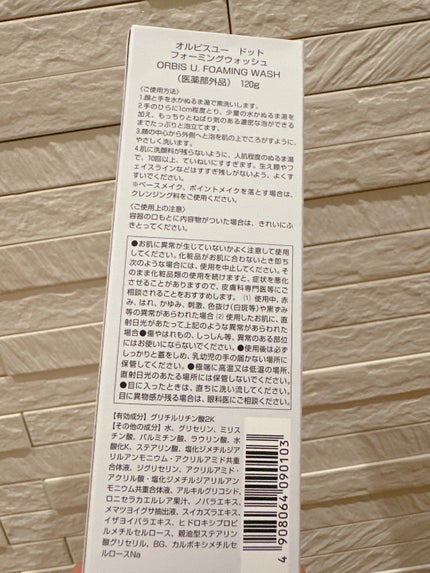 オルビスユー　ドット
フォーミングウォッシュ
ORBIS U. FOAMING WASH
（医薬部外品）　120g
〈ご使用方法〉
1.顔と手を水かぬるま湯で素洗いします。
2.手のひらに1cm程度とり、少量の水かぬるま湯を
加え、もっちりとねばり気のある濃密な泡ができる
までたっぷりと泡立てます。
3.顔の中心から外側へと泡を肌の上でころがすように、
やさしく洗います。
4.肌に洗顔料が残らないように、人肌程度のぬるま湯
で、10回以上、ていねいにすすぎます。生え際やフ
ェイスラインなどはすすぎ残しがないよう、よくす
すいでください。
※ベースメイク、ポイントメイクを落とす場合は、
クレンジング料をご使用ください。
〈ご使用上の注意〉
容器の口もとに内容物がついた場合は、きれいにふ
きとってください。
●お肌に異常が生じていないかよく注意して使用
してください。化粧品がお肌に合わないとき即ち
次のような場合には、使用を中止してください。そ
のまま化粧品類の使用を続けますと、症状を悪化
させることがありますので、皮膚科専門医等にご
相談されることをおすすめします。（1）使用中、赤
み、はれ、かゆみ、刺激、色抜け(白斑等)や黒ずみ
等の異常があらわれた場合（2）使用したお肌に、直
射日光があたって上記のような異常があらわれた
場合●傷やはれもの、しっしん等、異常のある部位
にはお使いにならないでください。●使用後は必ず
しっかりと蓋をしめ、乳幼児の手の届かない場所に
保管してください。●極端に高温又は低温の場所、
直射日光のあたる場所には保管しないでください。
●目に入ったときは、直ちに洗い流してください。
目に異物感が残る場合は、眼科医にご相談ください。
【有効成分】グリチルリチン酸2K
【その他の成分】水、グリセリン、ミリス
チン酸、パルミチン酸、ラウリン酸、水
酸化K、ステアリン酸、塩化ジメチルジア
リルアンモニウム・アクリルアミド共重
合体液、ジグリセリン、アクリルアミド・
アクリル酸・塩化ジメチルジアリルアン
モニウム共重合体液、アルキルグリコシド、
ロニセラカエルレア果汁、ノバラエキス、
メマツヨイグサ抽出液、スイカズラエキス、
イザヨイバラエキス、ヒドロキシプロピ
ルメチルセルロース、親油型ステアリン
酸グリセリル、BG、カルボキシメチルセ
ルロースNa
4 908064 090103